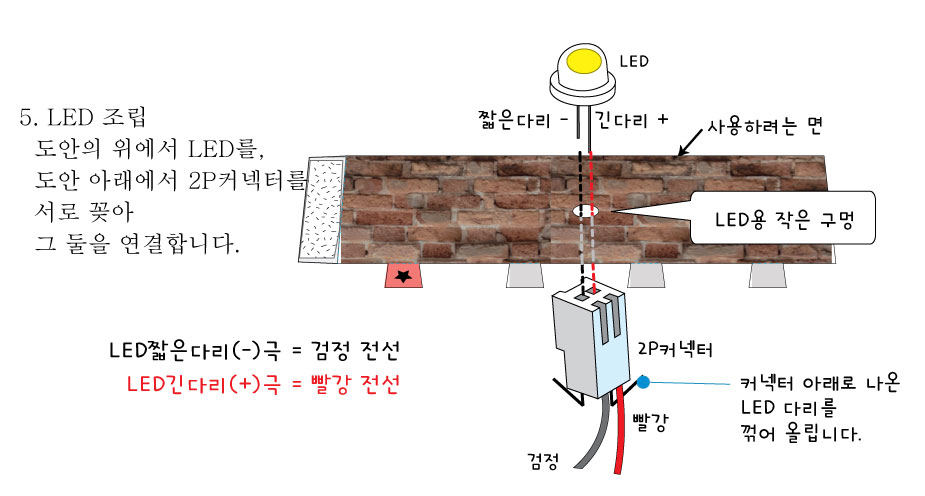 5. LED 조립
도안의 위에서 LED를,
도안 아래에서 2P커넥터를
서로 꽂아
그 둘을 연결합니다.
LED
짧은다리 -
긴다리 +
사용하려는 면
LED용 작은 구멍
LED짧은다리(-)극 = 검정 전선
LED긴다리(+)극 = 빨강 전선
2P커넥터
커넥터 아래로 나온
LED 다리를
꺾어 올립니다.
빨강
검정